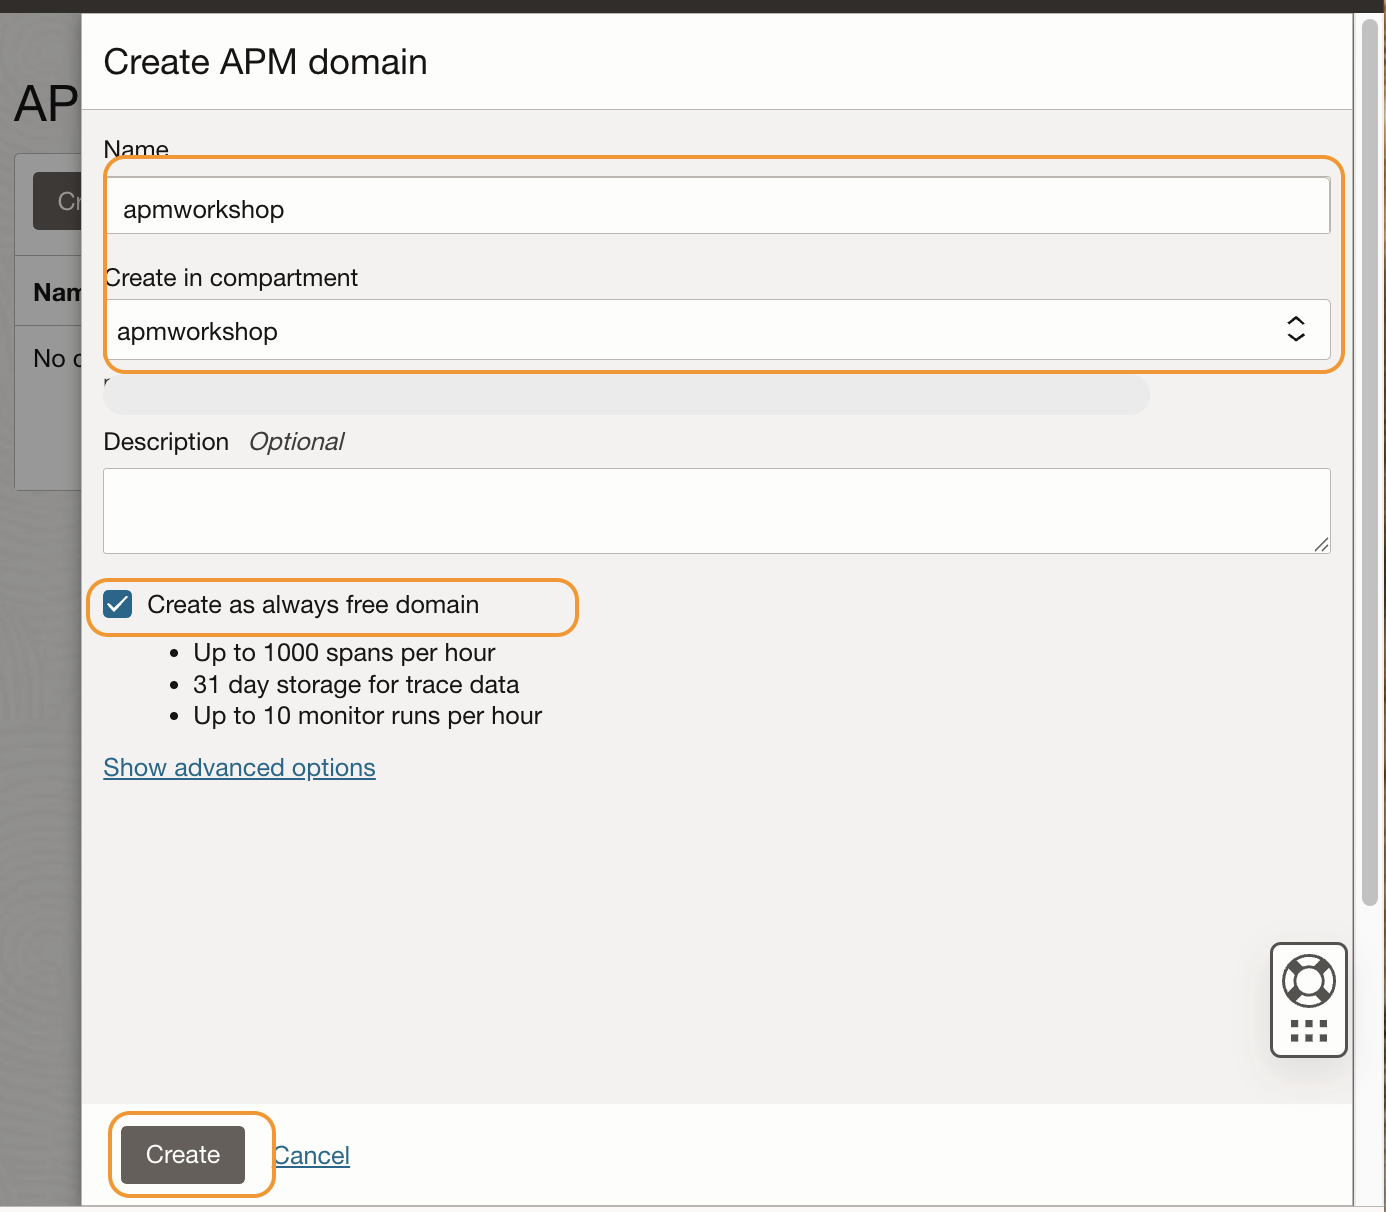 Create APM domain
AP
Name
Cr
apmworkshop
Create in compartment
Nam
apmworkshop
No
Description Optional
Create as always free domain
Up to 1000 spans per hour
31 day storage for trace data
Up to 10 monitor runs per hour
Show advanced options
Create Cancel